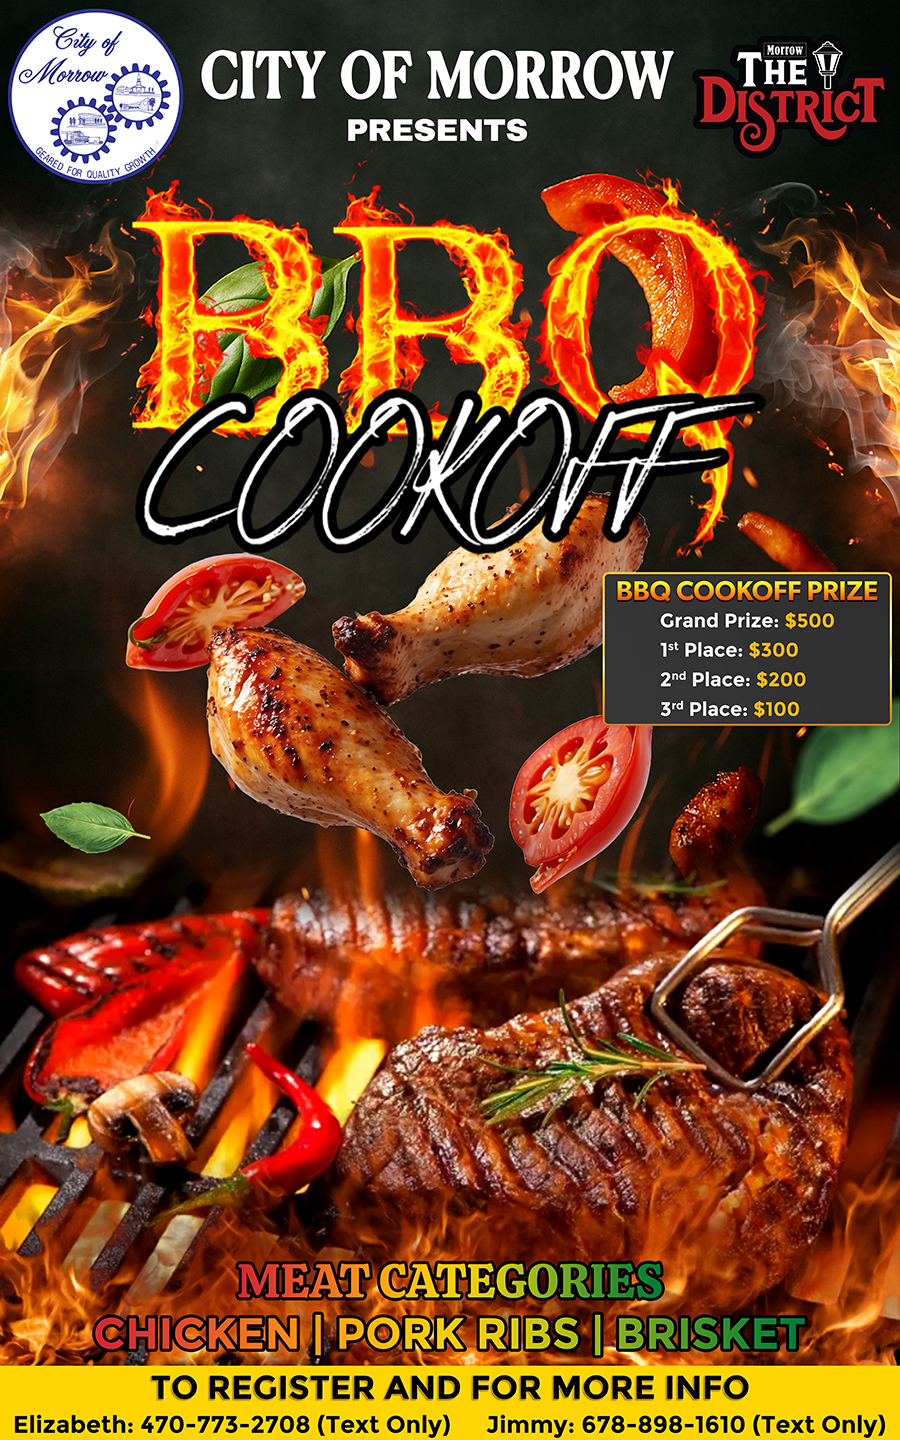 City of
Morrow
GEARED FOR QUALITY GROWTH
CITY OF MORROW
PRESENTS
Morrow
THE
DISTRICT
BBQ
COOKOFF
BBQ COOKOFF PRIZE
Grand Prize: $500
1st Place: $300
2nd Place: $200
3rd Place: $100
MEAT CATEGORIES
CHICKEN | PORK RIBS | BRISKET
TO REGISTER AND FOR MORE INFO
Elizabeth: 470-773-2708 (Text Only) Jimmy: 678-898-1610 (Text Only)